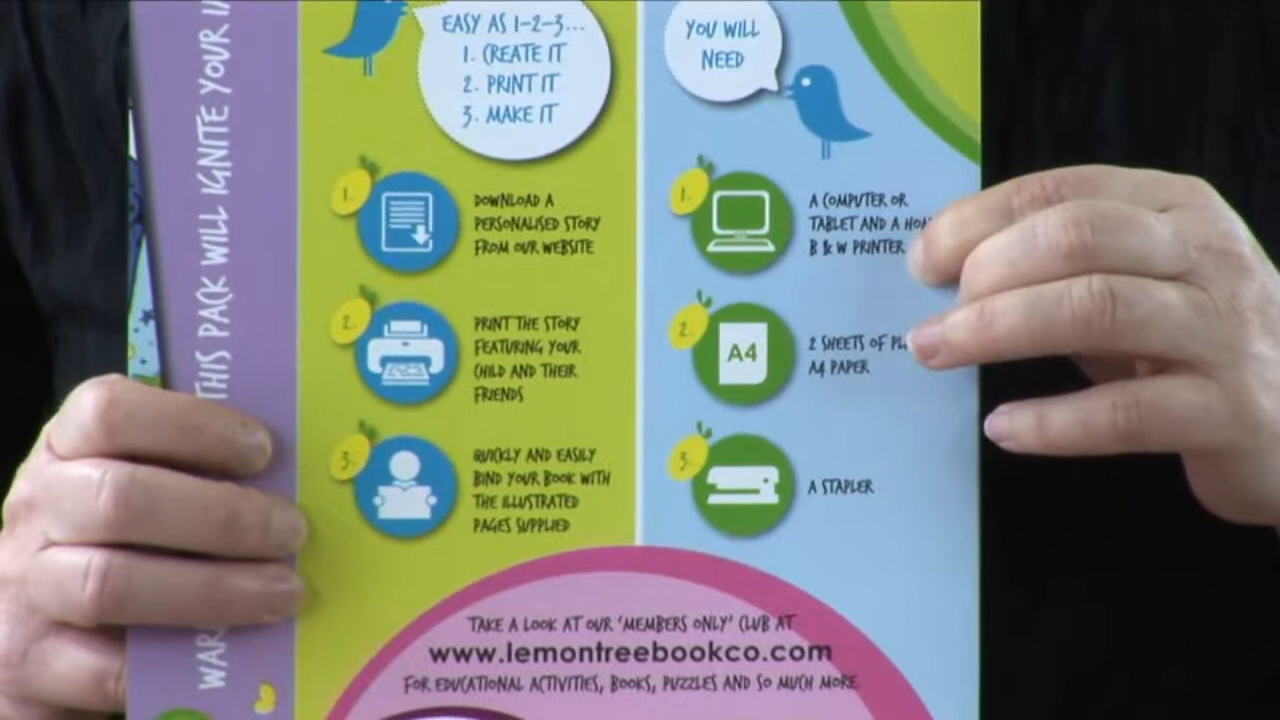 THIS PACK WILL IGNITE YOUR
EASY AS 1-2-3...
1. CREATE IT
2. PRINT IT
3. MAKE IT
1.
DOWNLOAD A
PERSONALISED STORY
FROM OUR WEBSITE
2.
PRINT THE STORY
FEATURING YOUR
CHILD AND THEIR
FRIENDS
3.
QUICKLY AND EASILY
BIND YOUR BOOK WITH
THE ILLUSTRATED
PAGES SUPPLIED
YOU WILL
NEED
1.
A COMPUTER OR
TABLET AND A
B & W PRINTER
2.
A4
2 SHEETS OF
A4 PAPER
3.
A STAPLER
TAKE A LOOK AT OUR 'MEMBERS ONLY' CLUB AT
www.lemontreebookco.com
FOR EDUCATIONAL ACTIVITIES, BOOKS, PUZZLES AND SO MUCH MORE